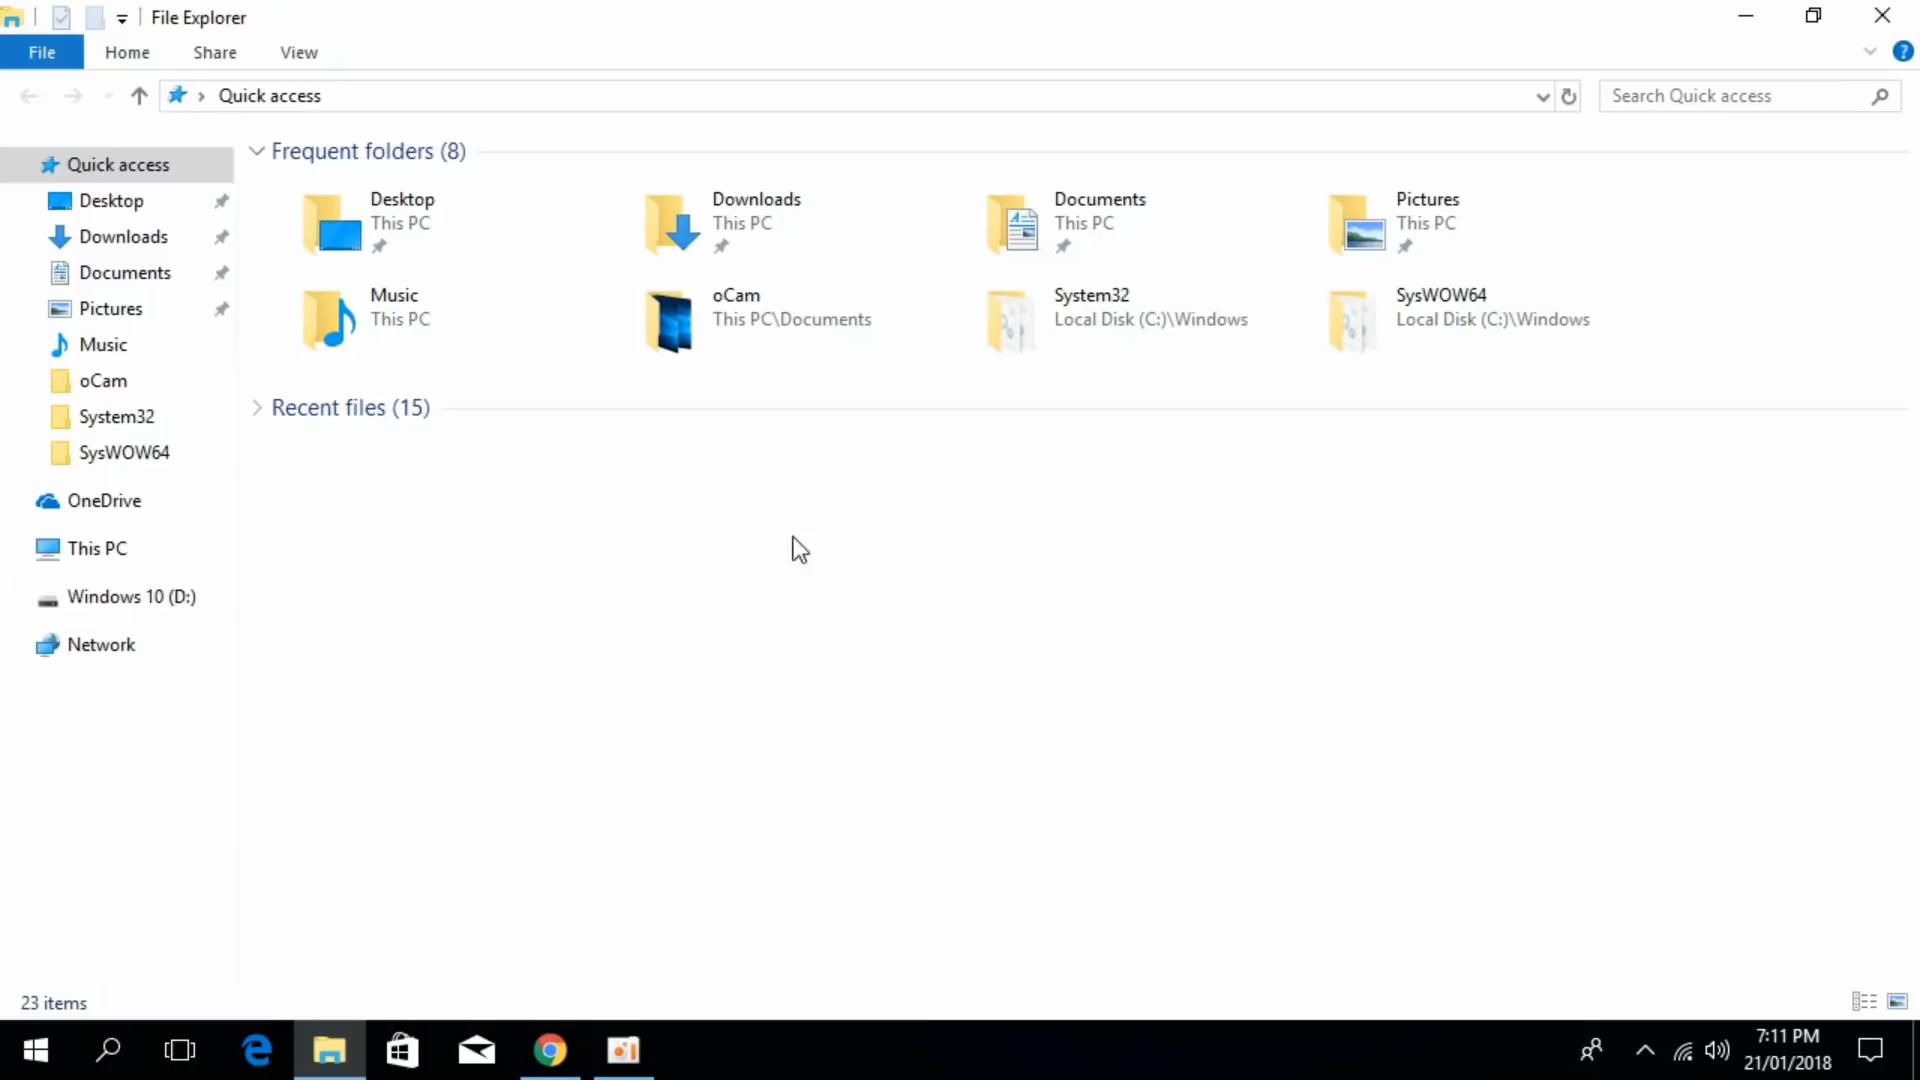 File Explorer
File Home Share View
Quick access
Search Quick access
Quick access
Desktop
Downloads
Documents
Pictures
Music
oCam
System32
SysWOW64
OneDrive
This PC
Windows 10 (D:)
Network
Frequent folders (8)
Desktop
This PC
Downloads
This PC
Documents
This PC
Pictures
This PC
Music
This PC
oCam
This PC\Documents
System32
Local Disk (C:)\Windows
SysWOW64
Local Disk (C:)\Windows
Recent files (15)
23 items
7:11 PM
21/01/2018